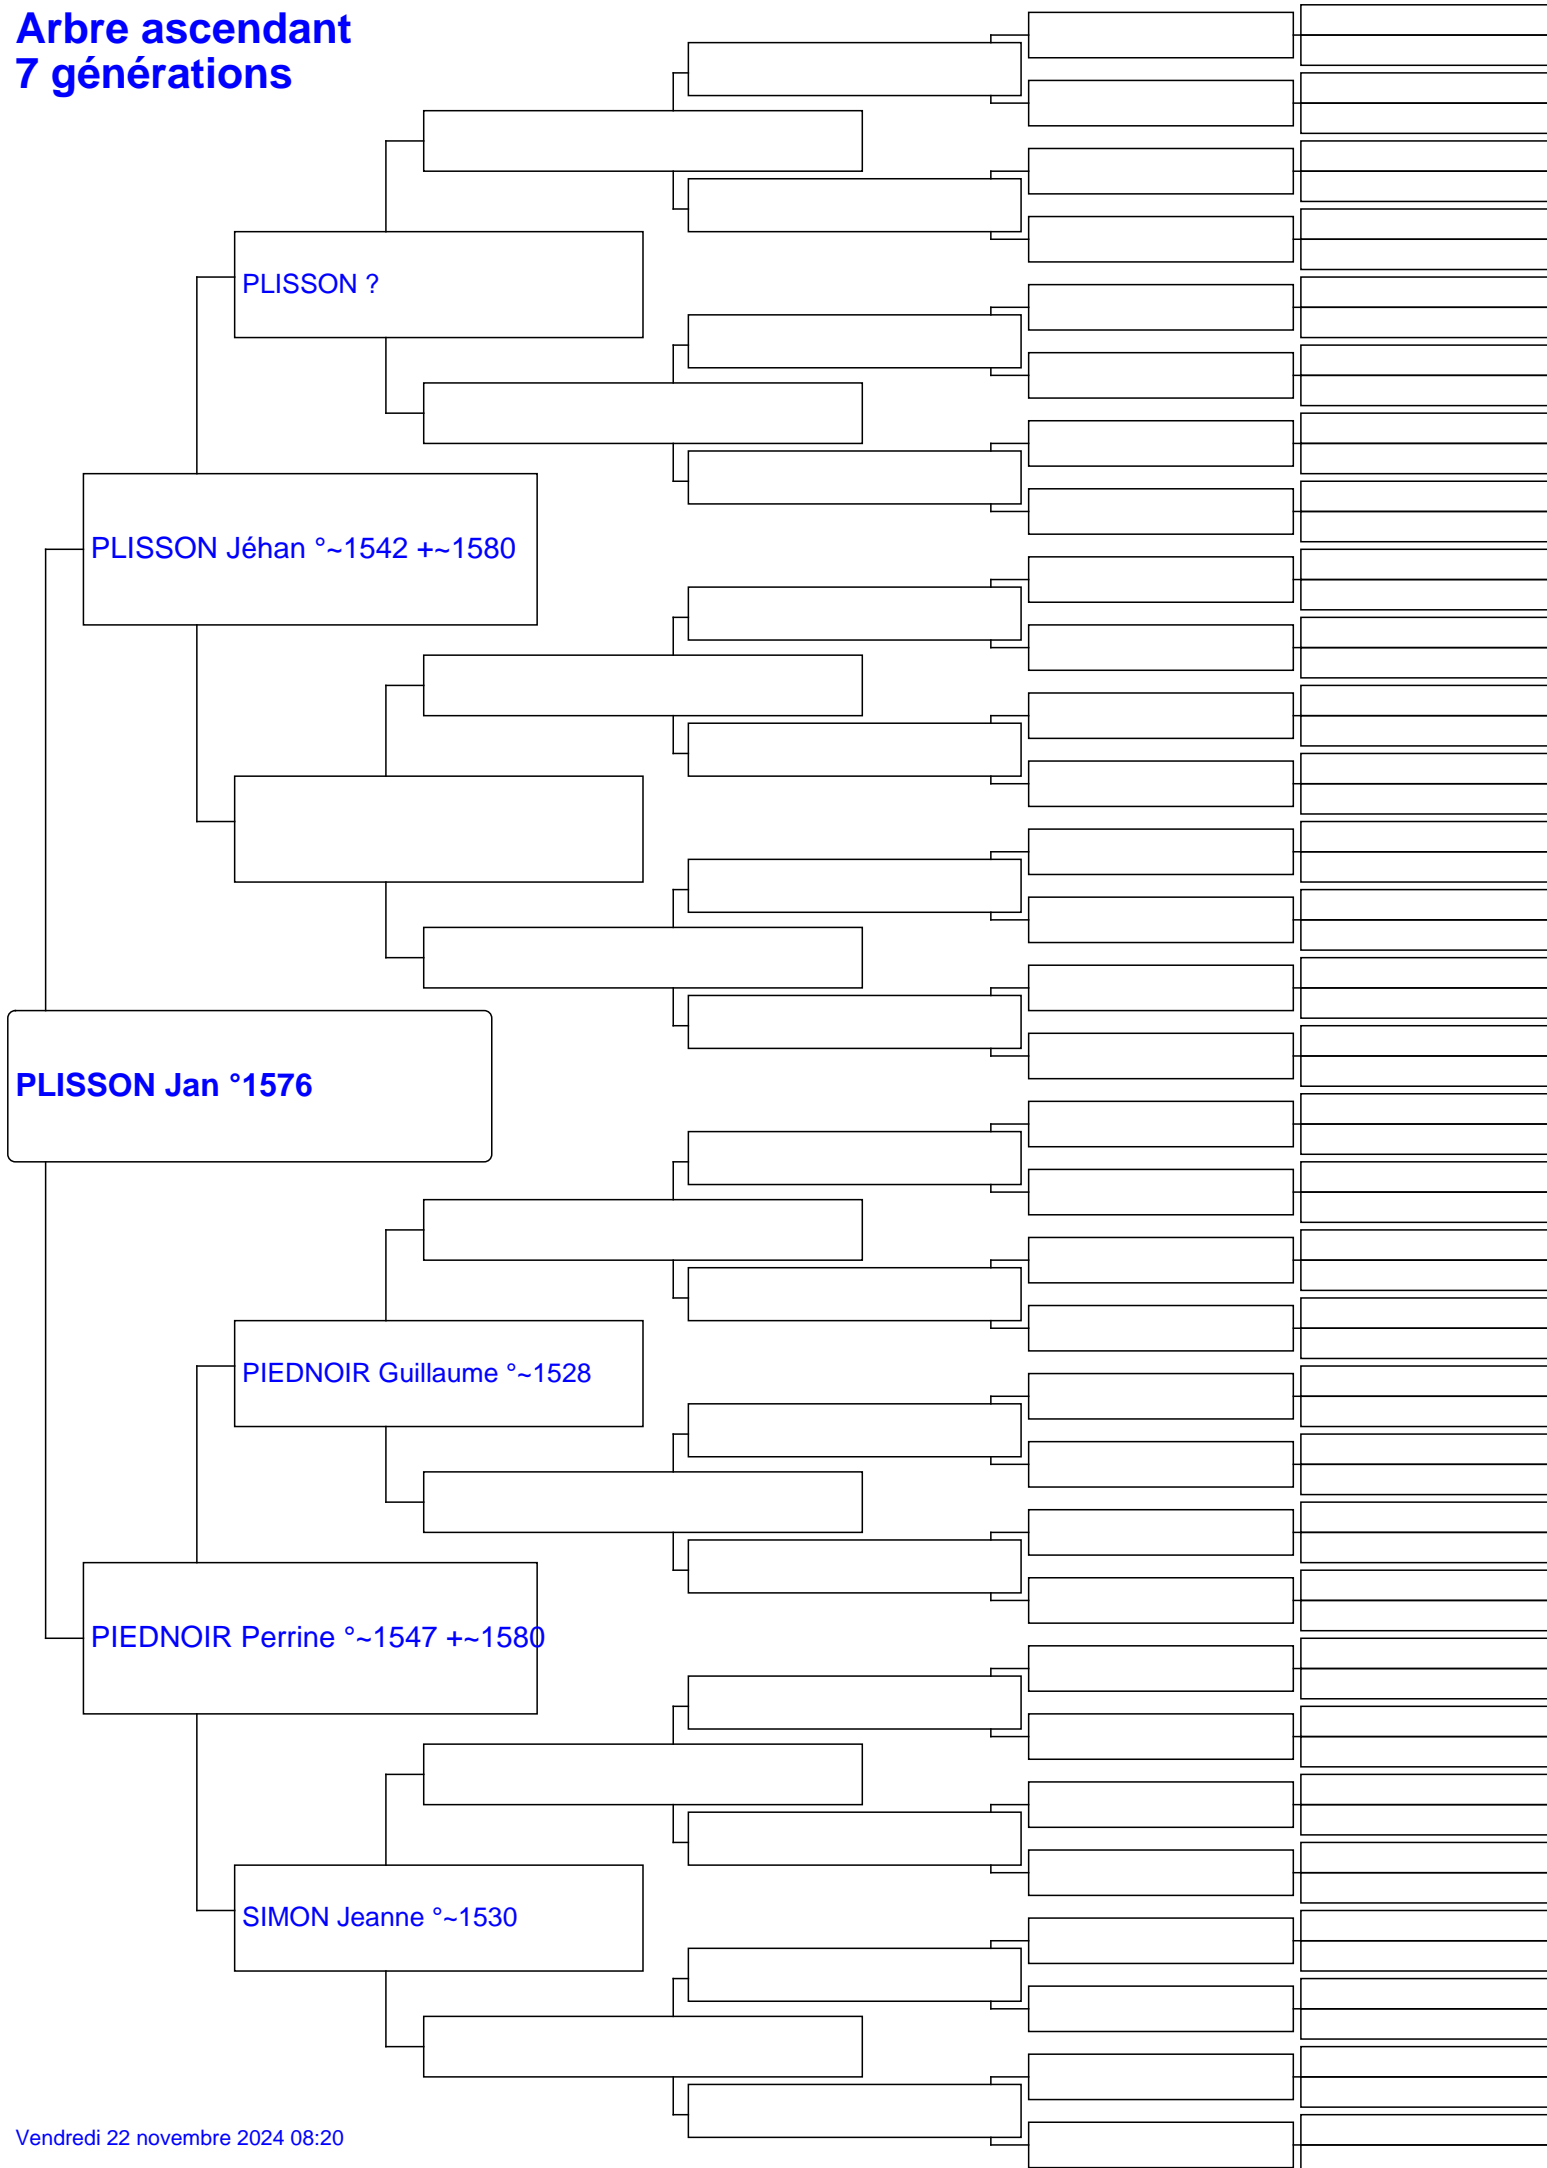 Arbre ascendant
7 générations
PLISSON ?
PLISSON Jéhan °~1542 +~1580
PLISSON Jan °1576
PIEDNOIR Guillaume °~1528
PIEDNOIR Perrine °~1547 +~1580
SIMON Jeanne °~1530
Vendredi 22 novembre 2024 08:20